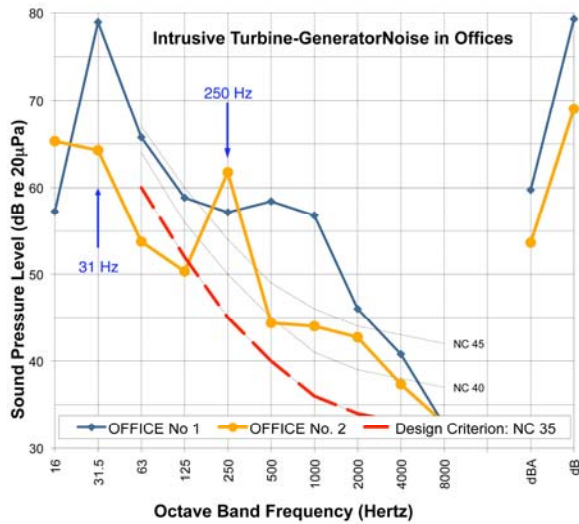 Intrusive Turbine-GeneratorNoise in Offices
Sound Pressure Level (dB re 20µPa)
80
70
60
50
40
30
250 Hz
31 Hz
NC 45
NC 40
OFFICE No 1
OFFICE No. 2
Design Criterion: NC 35
16
31.5
63
125
250
500
1000
2000
4000
8000
dBA
dB
Octave Band Frequency (Hertz)